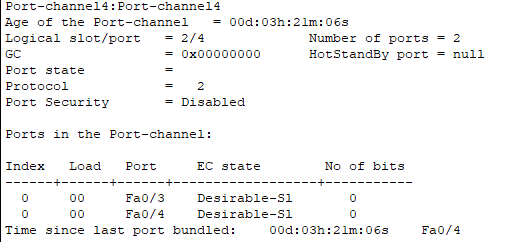 Port-channel4:Port-channel4
Age of the Port-channel   = 00d:03h:21m:06s
Logical slot/port   = 2/4             Number of ports = 2
GC                  = 0x00000000      HotStandBy port = null
Port state          =
Protocol            =   2
Port Security       = Disabled

Ports in the Port-channel:

Index   Load   Port     EC state        No of bits
------+------+------+------------------+-----------
  0     00     Fa0/3    Desirable-Sl       0
  0     00     Fa0/4    Desirable-Sl       0
Time since last port bundled:    00d:03h:21m:06s    Fa0/4